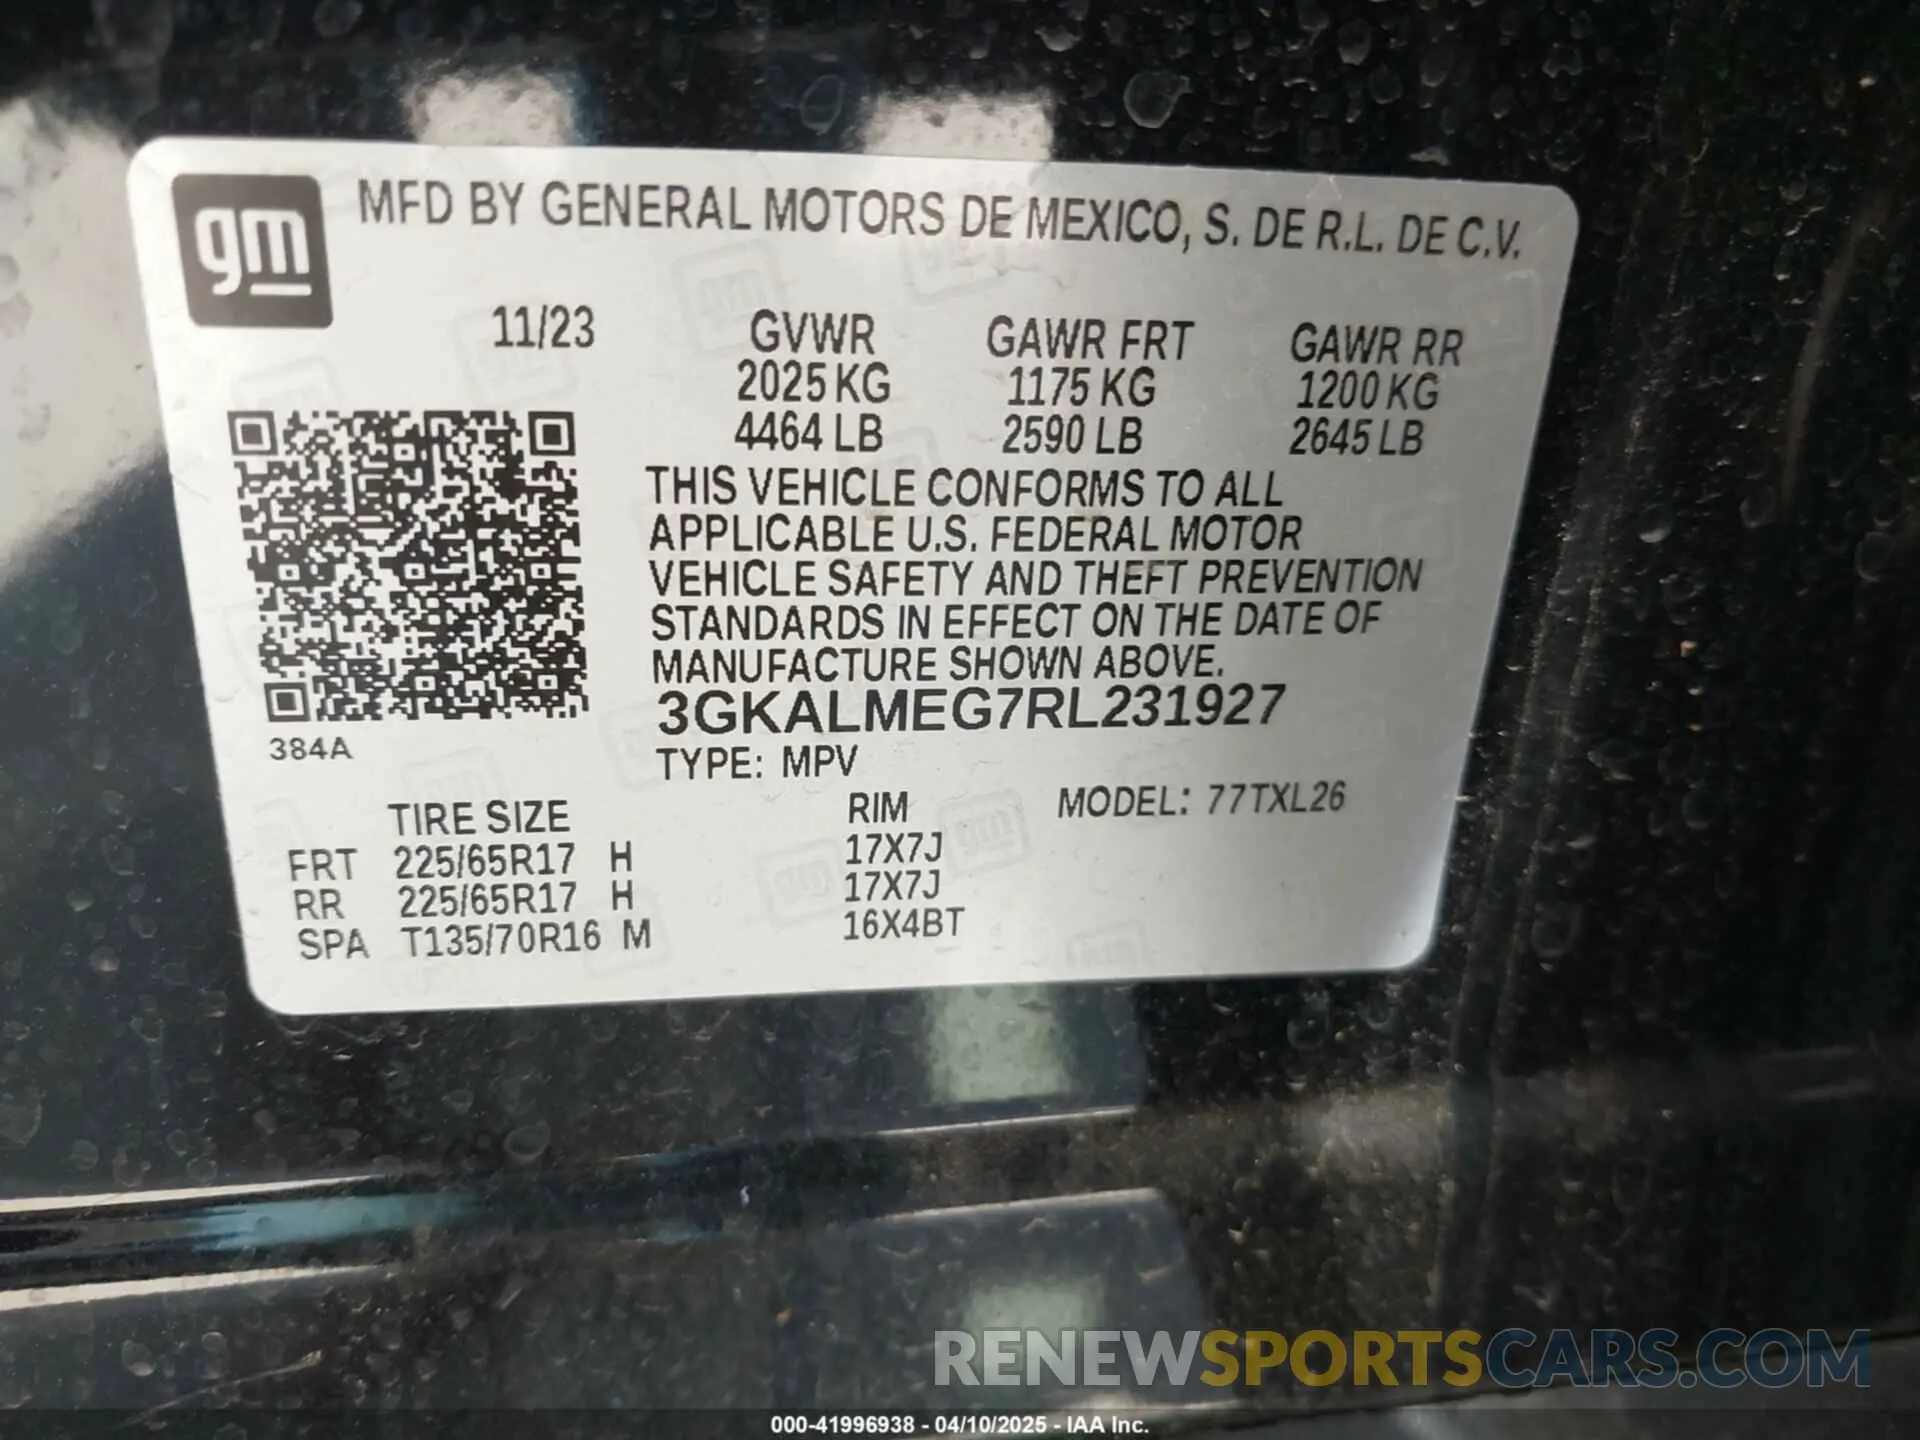 gm
MFD BY GENERAL MOTORS DE MEXICO, S. DE R.L. DE C.V.
11/23 GVWR GAWR FRT GAWR RR
2025 KG 1175 KG 1200 KG
4464 LB 2590 LB 2645 LB
THIS VEHICLE CONFORMS TO ALL
APPLICABLE U.S. FEDERAL MOTOR
VEHICLE SAFETY AND THEFT PREVENTION
STANDARDS IN EFFECT ON THE DATE OF
MANUFACTURE SHOWN ABOVE.
3GKALMEG7RL231927
384A
TYPE: MPV
TIRE SIZE RIM MODEL: 77TXL26
FRT 225/65R17 H 17X7J
RR 225/65R17 H 17X7J
SPA T135/70R16 M 16X4BT
RENEWSPORTSCARS.COM
000-41996938 - 04/10/2025 - IAA Inc.